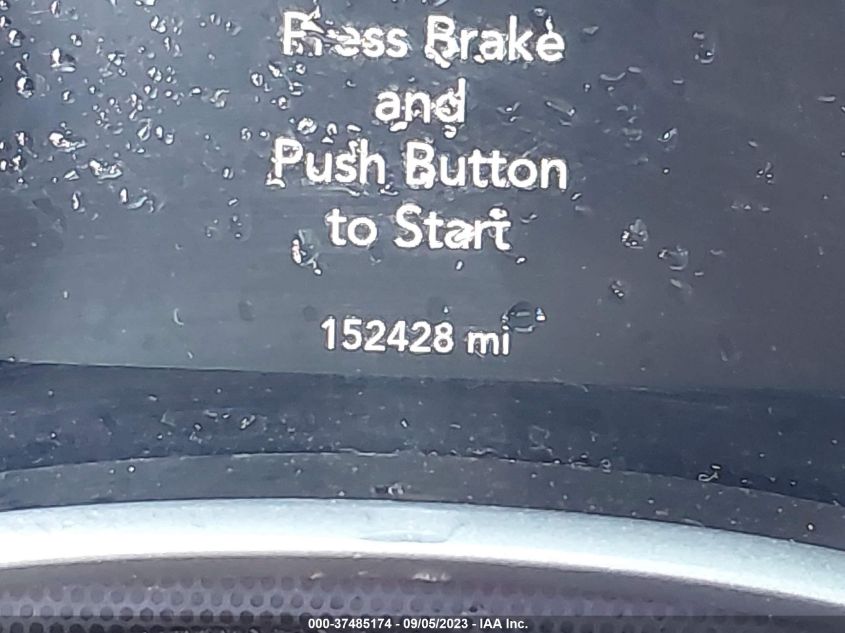 Press Brake
and
Push Button
to Start
152428 mi
000-37485174 - 09/05/2023 - IAA Inc.